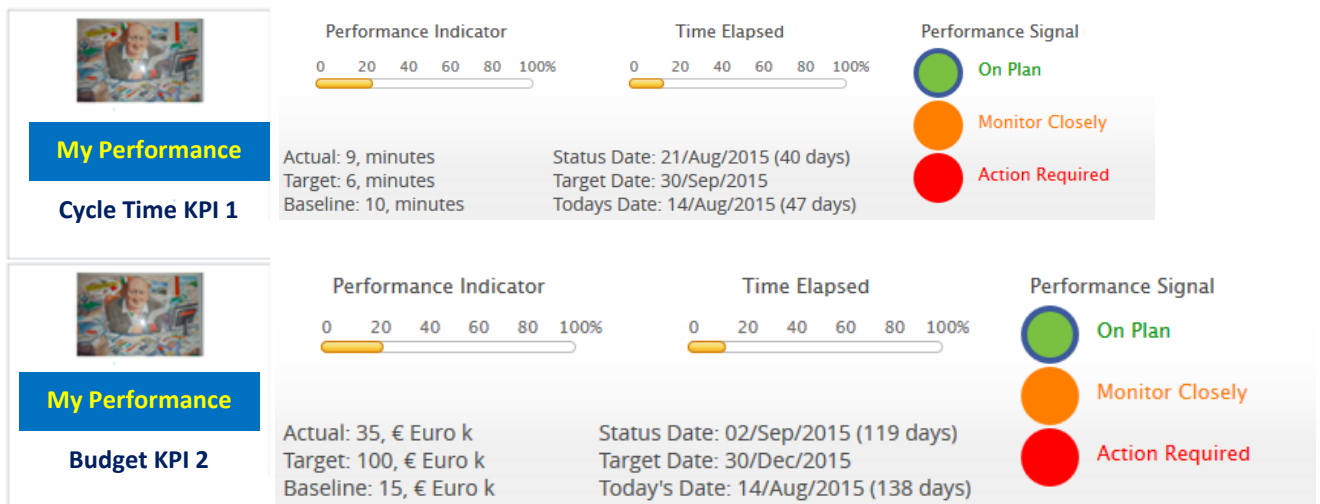 Performance Indicator
Time Elapsed
Performance Signal
0 20 40 60 80 100%
0 20 40 60 80 100%
On Plan
Monitor Closely
Action Required
My Performance
Cycle Time KPI 1
Actual: 9, minutes
Target: 6, minutes
Baseline: 10, minutes
Status Date: 21/Aug/2015 (40 days)
Target Date: 30/Sep/2015
Todays Date: 14/Aug/2015 (47 days)
Performance Indicator
Time Elapsed
Performance Signal
0 20 40 60 80 100%
0 20 40 60 80 100%
On Plan
Monitor Closely
Action Required
My Performance
Budget KPI 2
Actual: 35, € Euro k
Target: 100, € Euro k
Baseline: 15, € Euro k
Status Date: 02/Sep/2015 (119 days)
Target Date: 30/Dec/2015
Today's Date: 14/Aug/2015 (138 days)